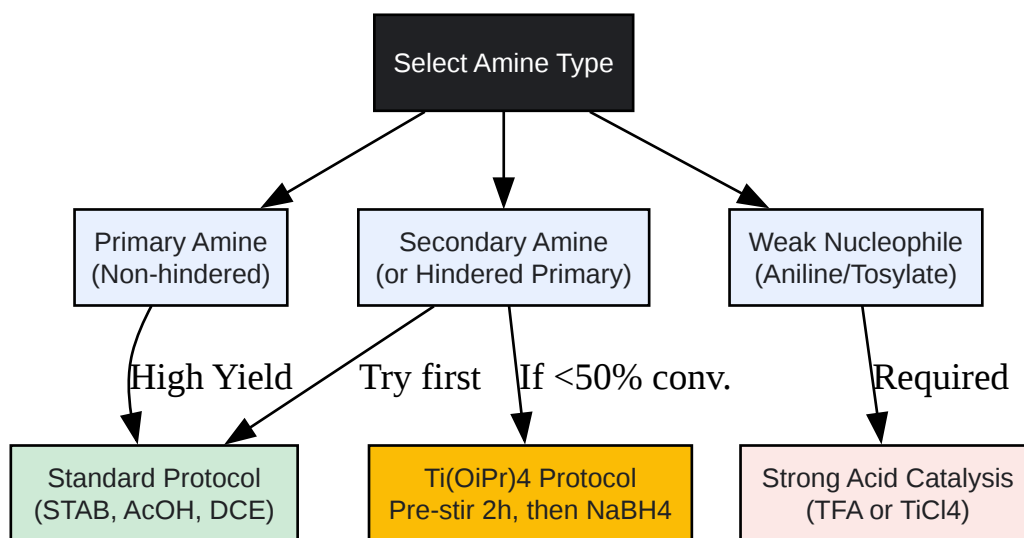 Select Amine Type
Primary Amine
(Non-hindered)
Secondary Amine
(or Hindered Primary)
Weak Nucleophile
(Aniline/Tosylate)
High Yield
Try first
If <50% conv.
Required
Standard Protocol
(STAB, AcOH, DCE)
Ti(OiPr)4 Protocol
Pre-stir 2h, then NaBH4
Strong Acid Catalysis
(TFA or TiCl4)